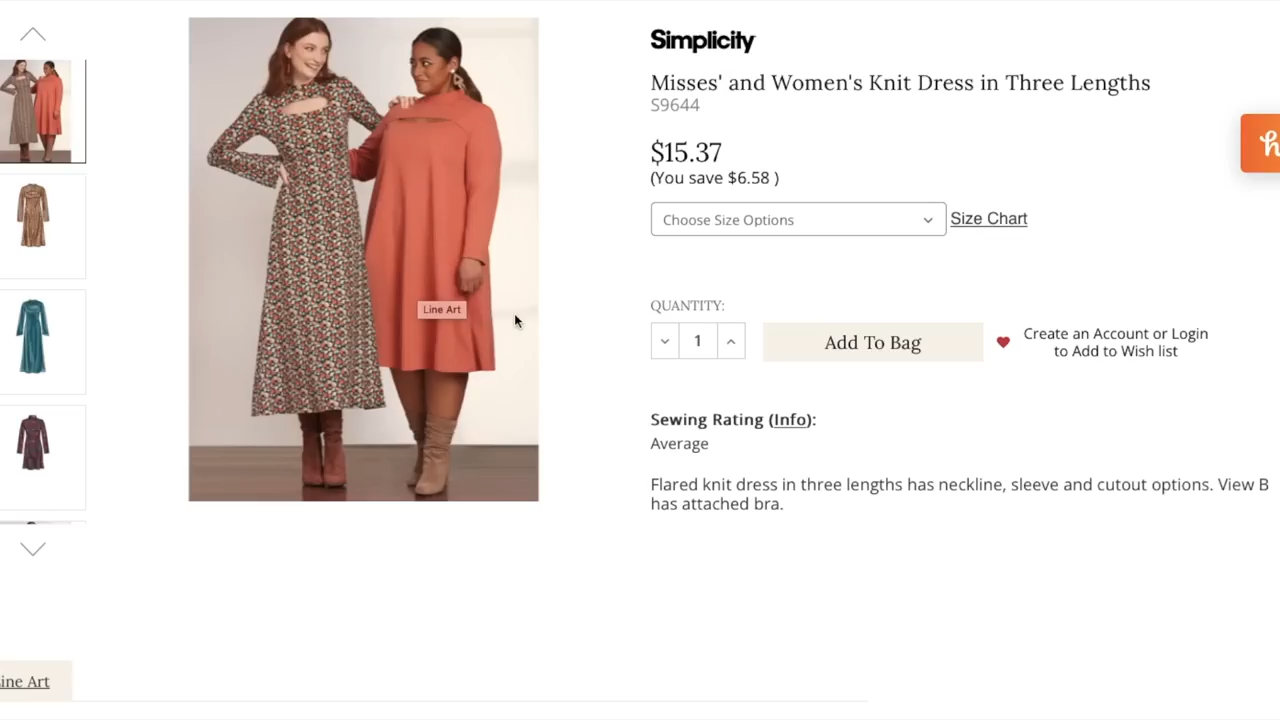 Simplicity
Misses' and Women's Knit Dress in Three Lengths
S9644
$15.37
(You save $6.58 )
Choose Size Options
Size Chart
QUANTITY:
1
Add To Bag
Create an Account or Login
to Add to Wish list
Line Art
Sewing Rating (Info):
Average
Flared knit dress in three lengths has neckline, sleeve and cutout options. View B
has attached bra.
ine Art